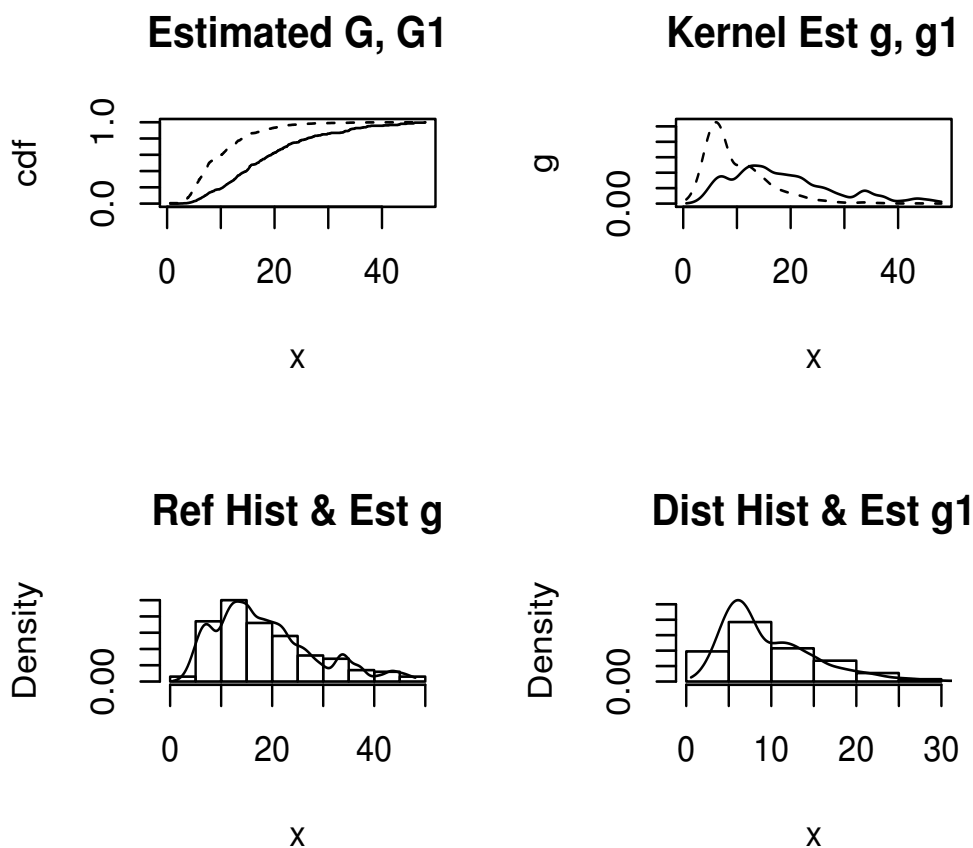 Estimated G, G1
cdf
0.0 1.0
0 20 40
x
Kernel Est g, g1
g
0.00
0 20 40
x
Ref Hist & Est g
Density
0.00
0 20 40
x
Dist Hist & Est g1
Density
0.00
0 10 20 30
x